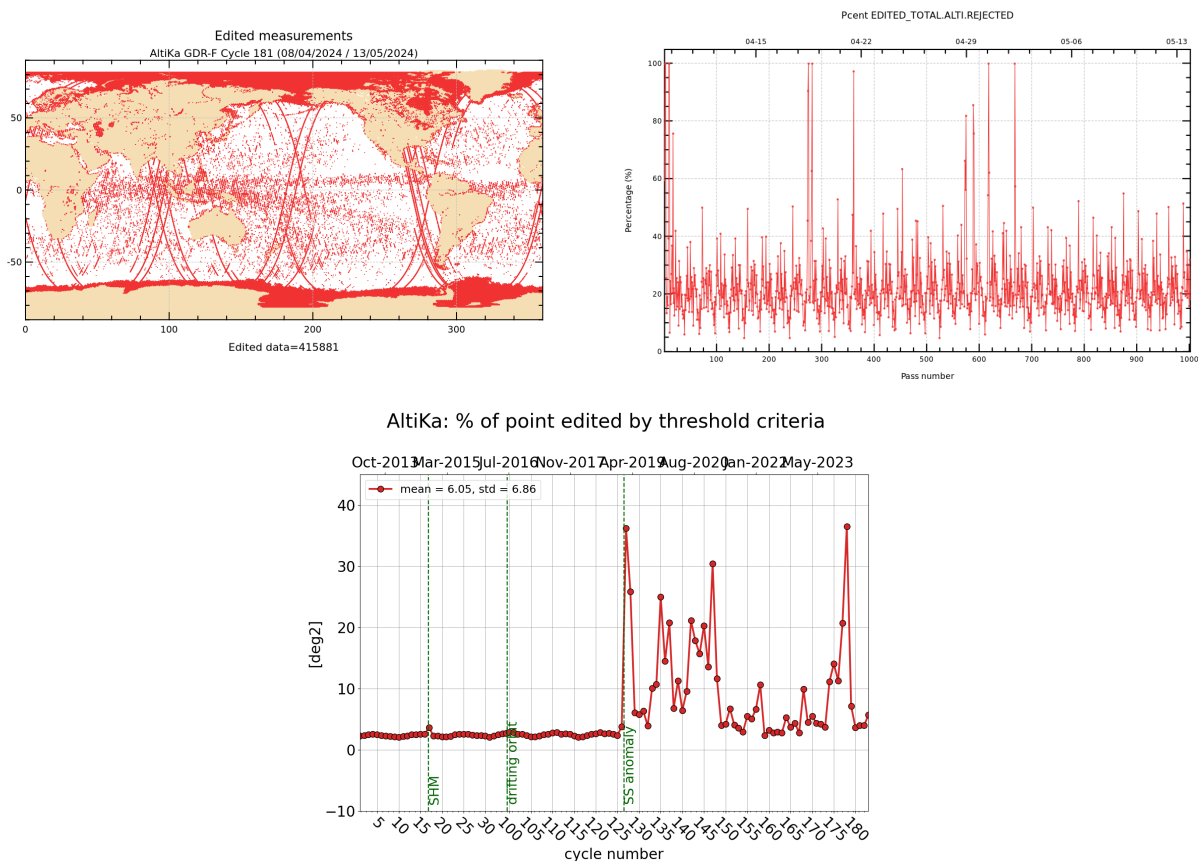 Edited measurements
AltiKa GDR-F Cycle 181 (08/04/2024 / 13/05/2024)
50
0
-50
0 100 200 300
Edited data=415881
Pcent EDITED_TOTAL.ALTI.REJECTED
04-15 04-22 04-29 05-06 05-13
100
80
60
40
20
0
Percentage (%)
100 200 300 400 500 600 700 800 900 1000
Pass number
AltiKa: % of point edited by threshold criteria
Oct-2013 Mar-2015 Jul-2016 Nov-2017 Apr-2019 Aug-2020 Jan-2022 May-2023
mean = 6.05, std = 6.86
40
30
20
10
0
−10
[deg2]
SHM
drifting orbit
SS anomaly
5 10 15 20 25 30 100 105 110 115 120 125 130 135 140 145 150 155 160 165 170 175 180
cycle number